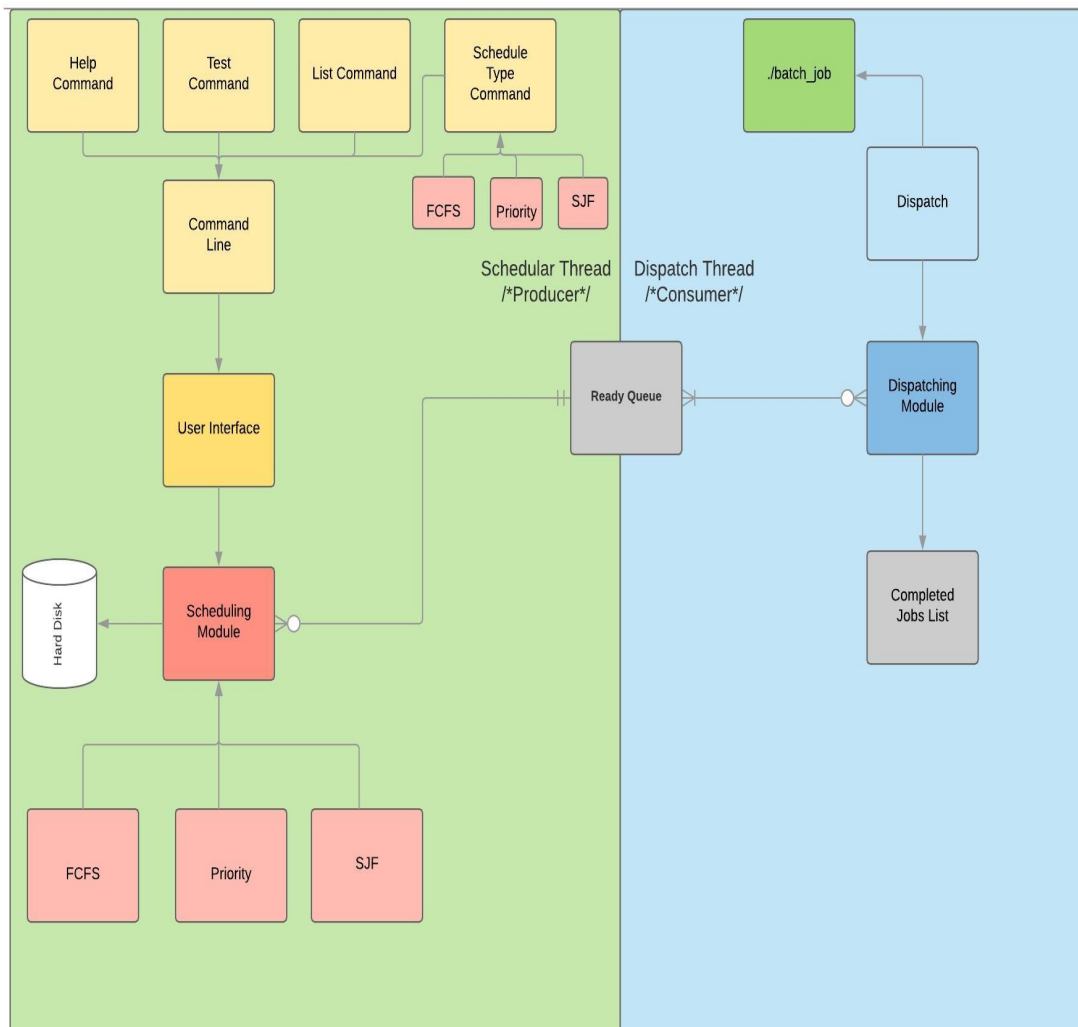 Help
Command
Test
Command
List Command
Schedule
Type
Command
./batch_job
FCFS
Priority
SJF
Dispatch
Command
Line
Schedular Thread
/*Producer*/
Dispatch Thread
/*Consumer*/
Ready Queue
Dispatching
Module
User Interface
Hard Disk
Scheduling
Module
Completed
Jobs List
FCFS
Priority
SJF